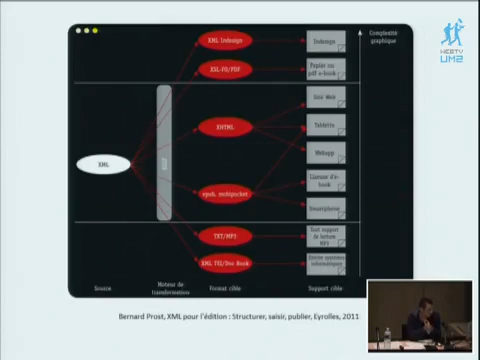 WEBTV
UM2
Complexité
graphique
XML Indesign
Indesign
XSL-FO/PDF
Papier ou
pdf e-book
Site Web
XHTML
Tablette
Webapp
XML
Liseuse d'e-
book
epub, mobipocket
Smartphone
TXT/MP3
Tout support
de lecture
MP3
XML TEI/Doc Book
Entrée systèmes
informatiques
Source
Moteur de
transformation
Format cible
Support cible
Bernard Prost, XML pour l'édition : Structurer, saisir, publier, Eyrolles, 2011